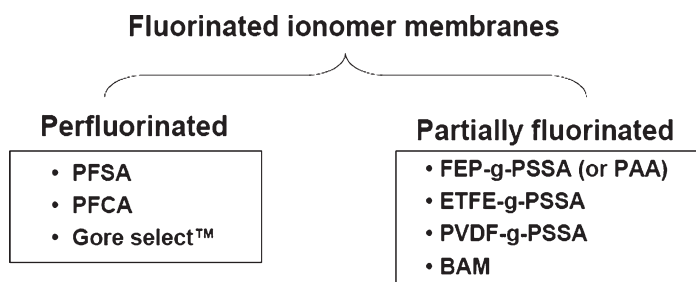 Fluorinated ionomer membranes
Perfluorinated
• PFSA
• PFCA
• Gore select™
Partially fluorinated
• FEP-g-PSSA (or PAA)
• ETFE-g-PSSA
• PVDF-g-PSSA
• BAM